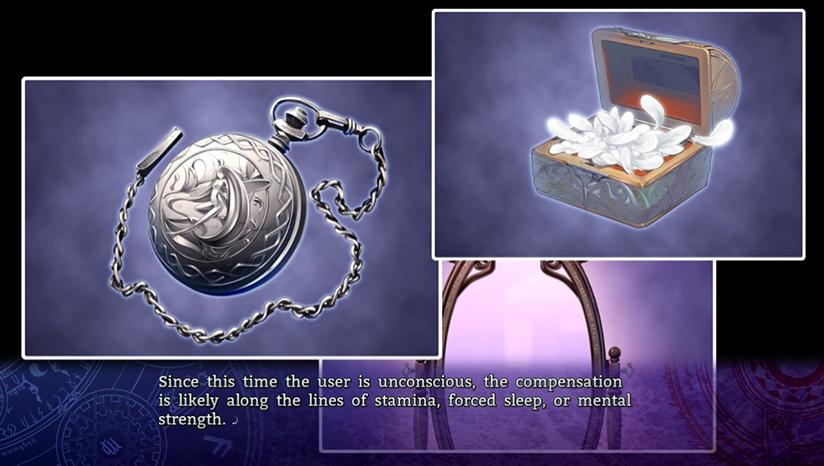 Since this time the user is unconscious, the compensation
is likely along the lines of stamina, forced sleep, or mental
strength.